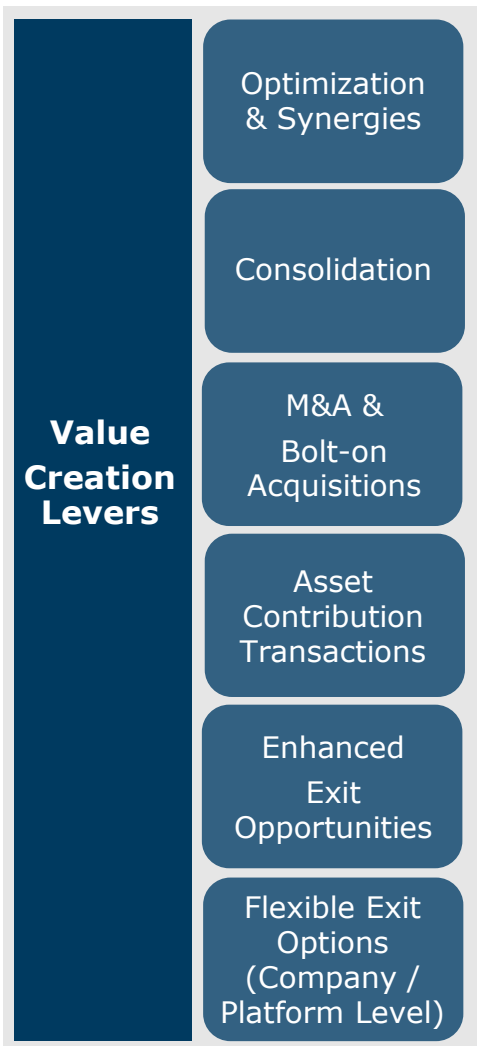 Value
Creation
Levers
Optimization
& Synergies
Consolidation
M&A &
Bolt-on
Acquisitions
Asset
Contribution
Transactions
Enhanced
Exit
Opportunities
Flexible Exit
Options
(Company /
Platform Level)